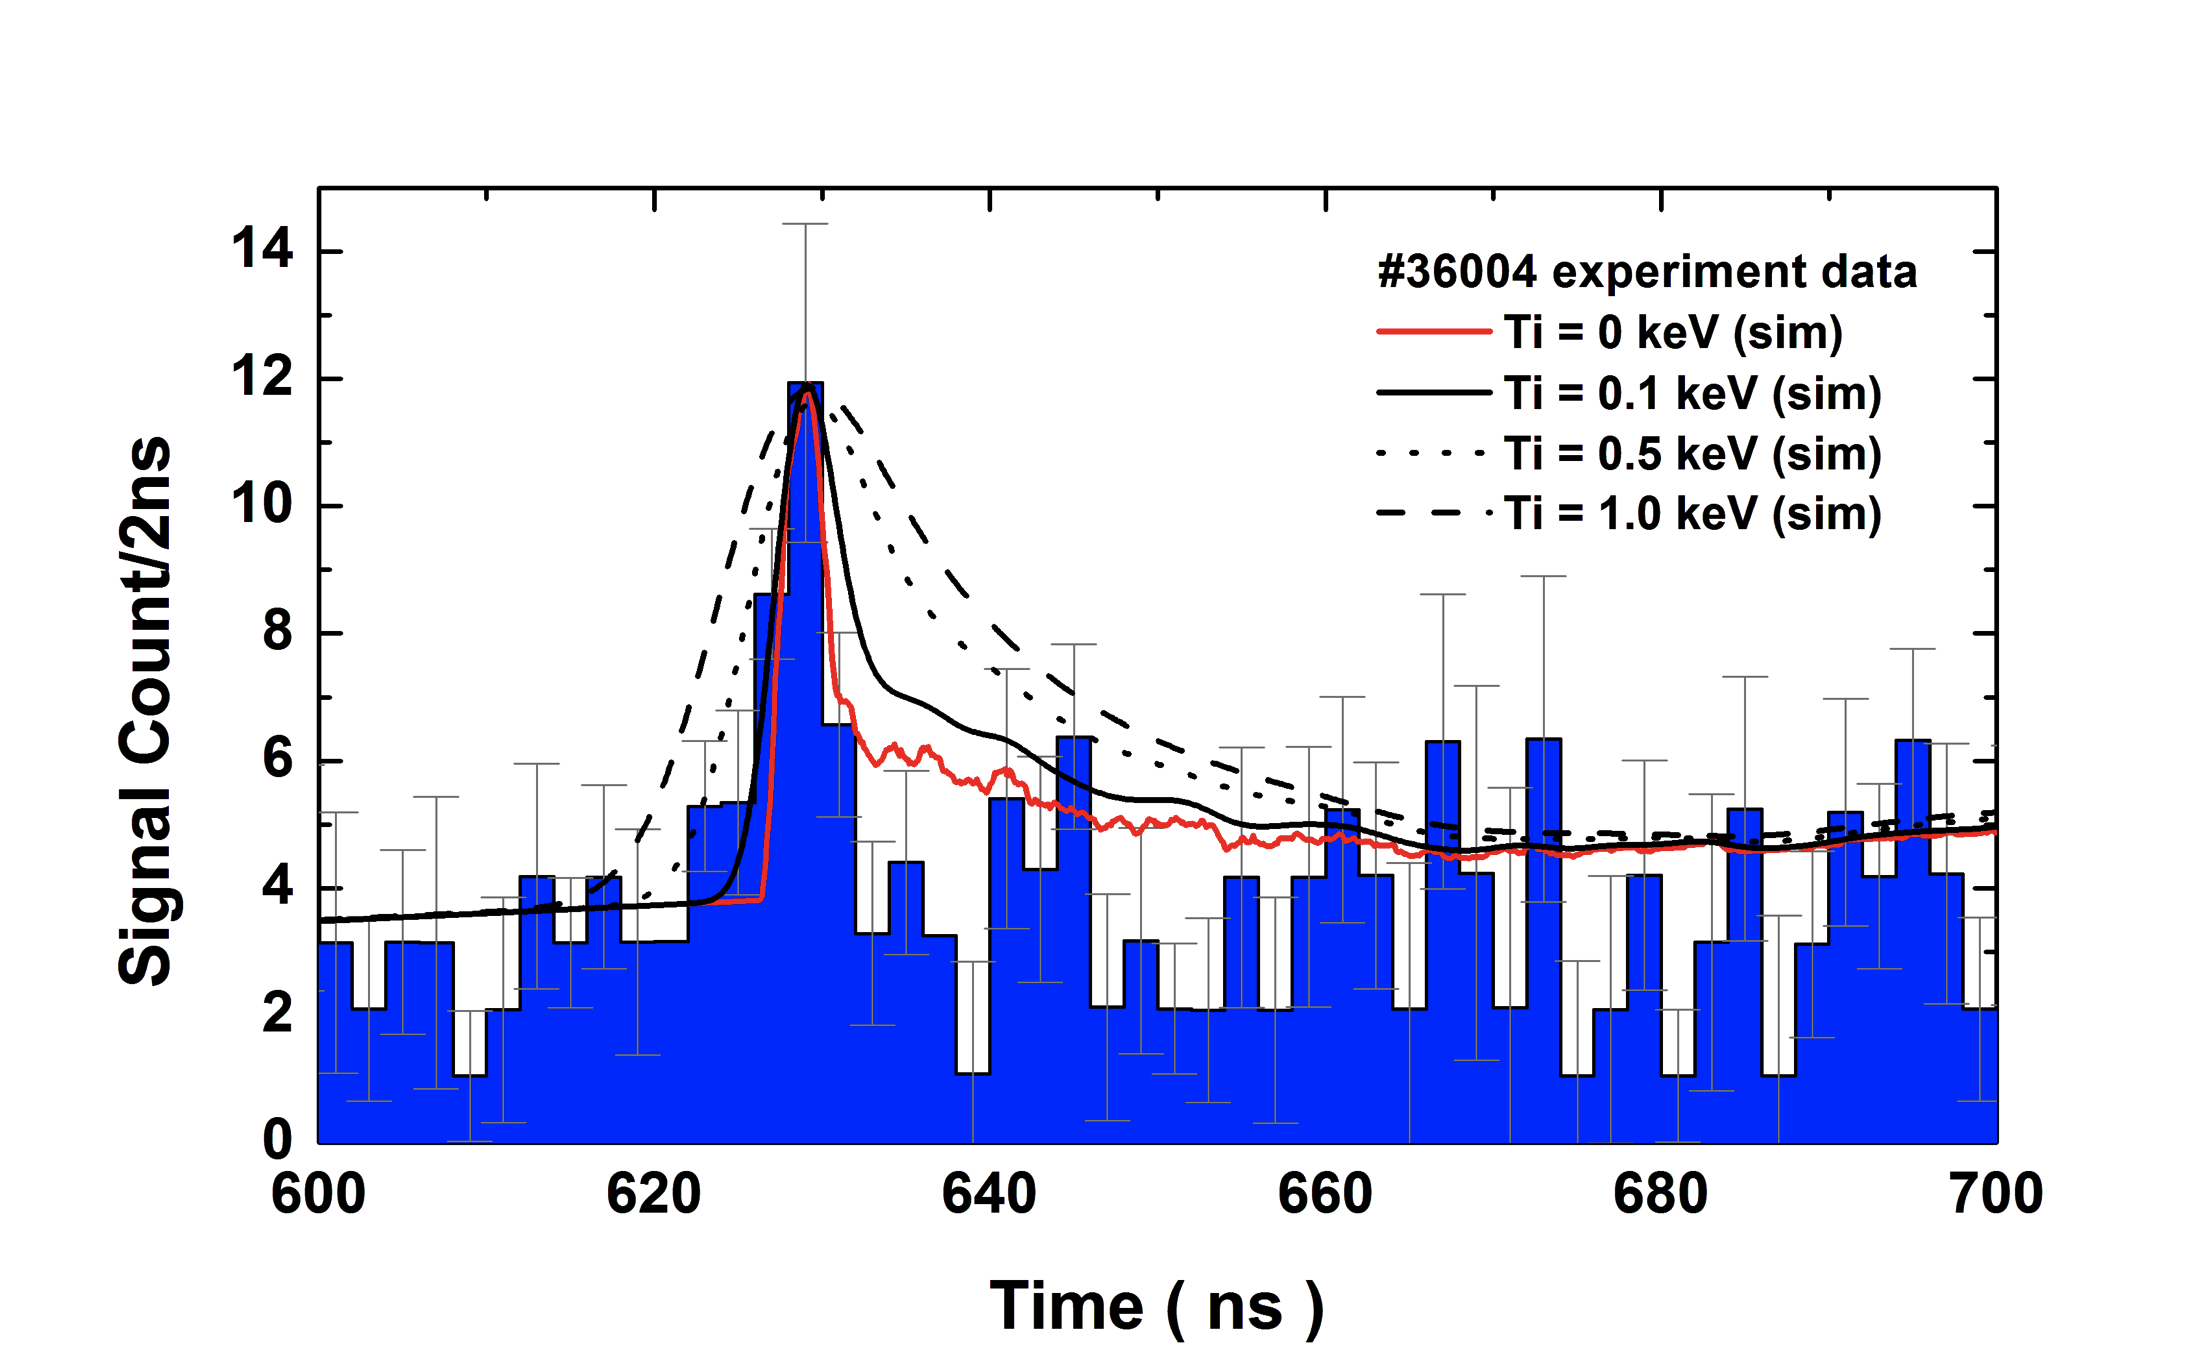 #36004 experiment data
Ti = 0 keV (sim)
Ti = 0.1 keV (sim)
Ti = 0.5 keV (sim)
Ti = 1.0 keV (sim)
Signal Count/2ns
14
12
10
8
6
4
2
0
600 620 640 660 680 700
Time ( ns )